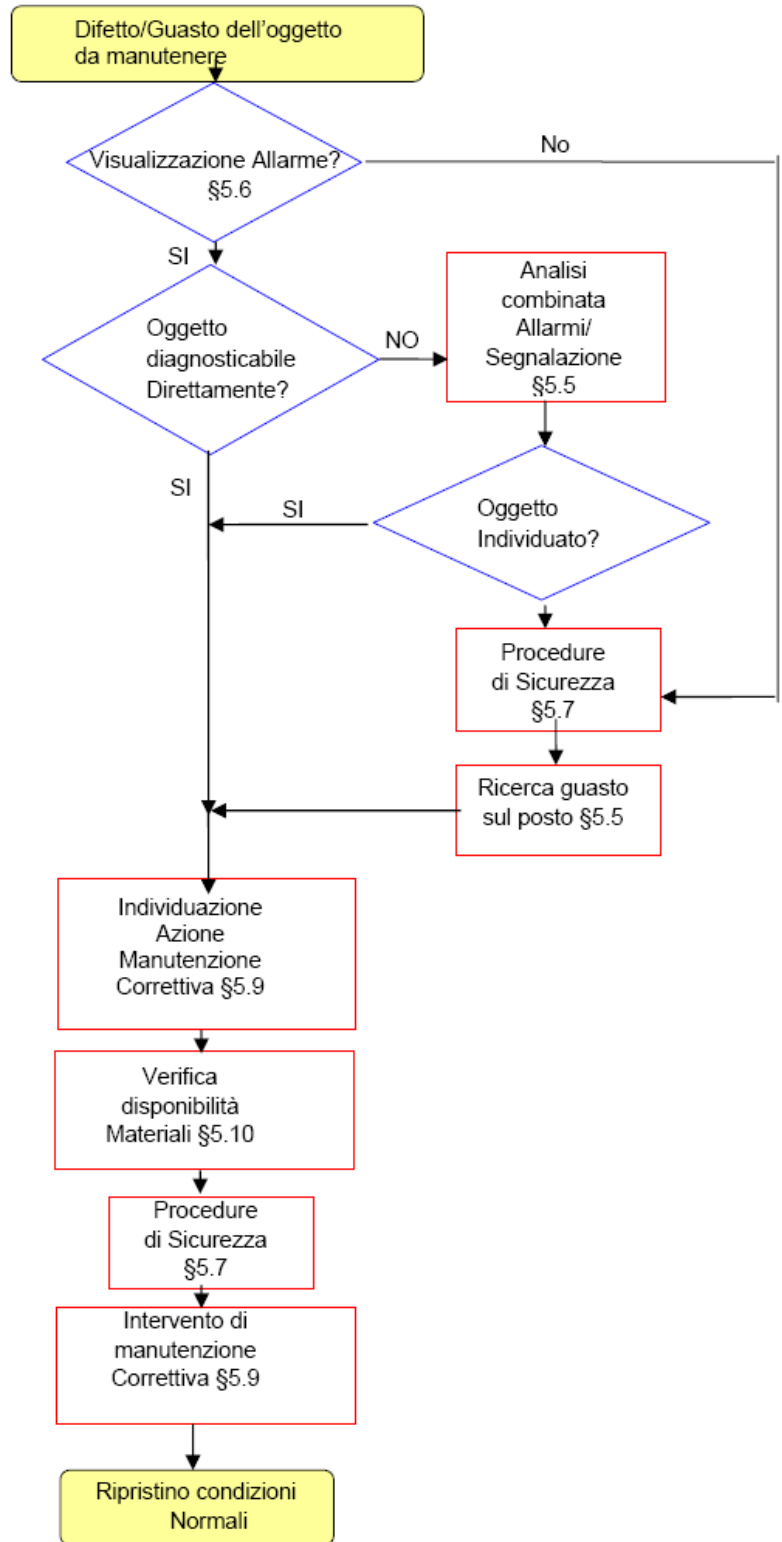 Difetto/Guasto dell'oggetto
da manutenere
Visualizzazione Allarme?
§5.6
No
SI
Oggetto
diagnosticabile
Direttamente?
NO
Analisi
combinata
Allarmi/
Segnalazione
§5.5
SI
SI
Oggetto
Individuato?
Procedure
di Sicurezza
§5.7
Ricerca guasto
sul posto §5.5
Individuazione
Azione
Manutenzione
Correttiva §5.9
Verifica
disponibilità
Materiali §5.10
Procedure
di Sicurezza
§5.7
Intervento di
manutenzione
Correttiva §5.9
Ripristino condizioni
Normali